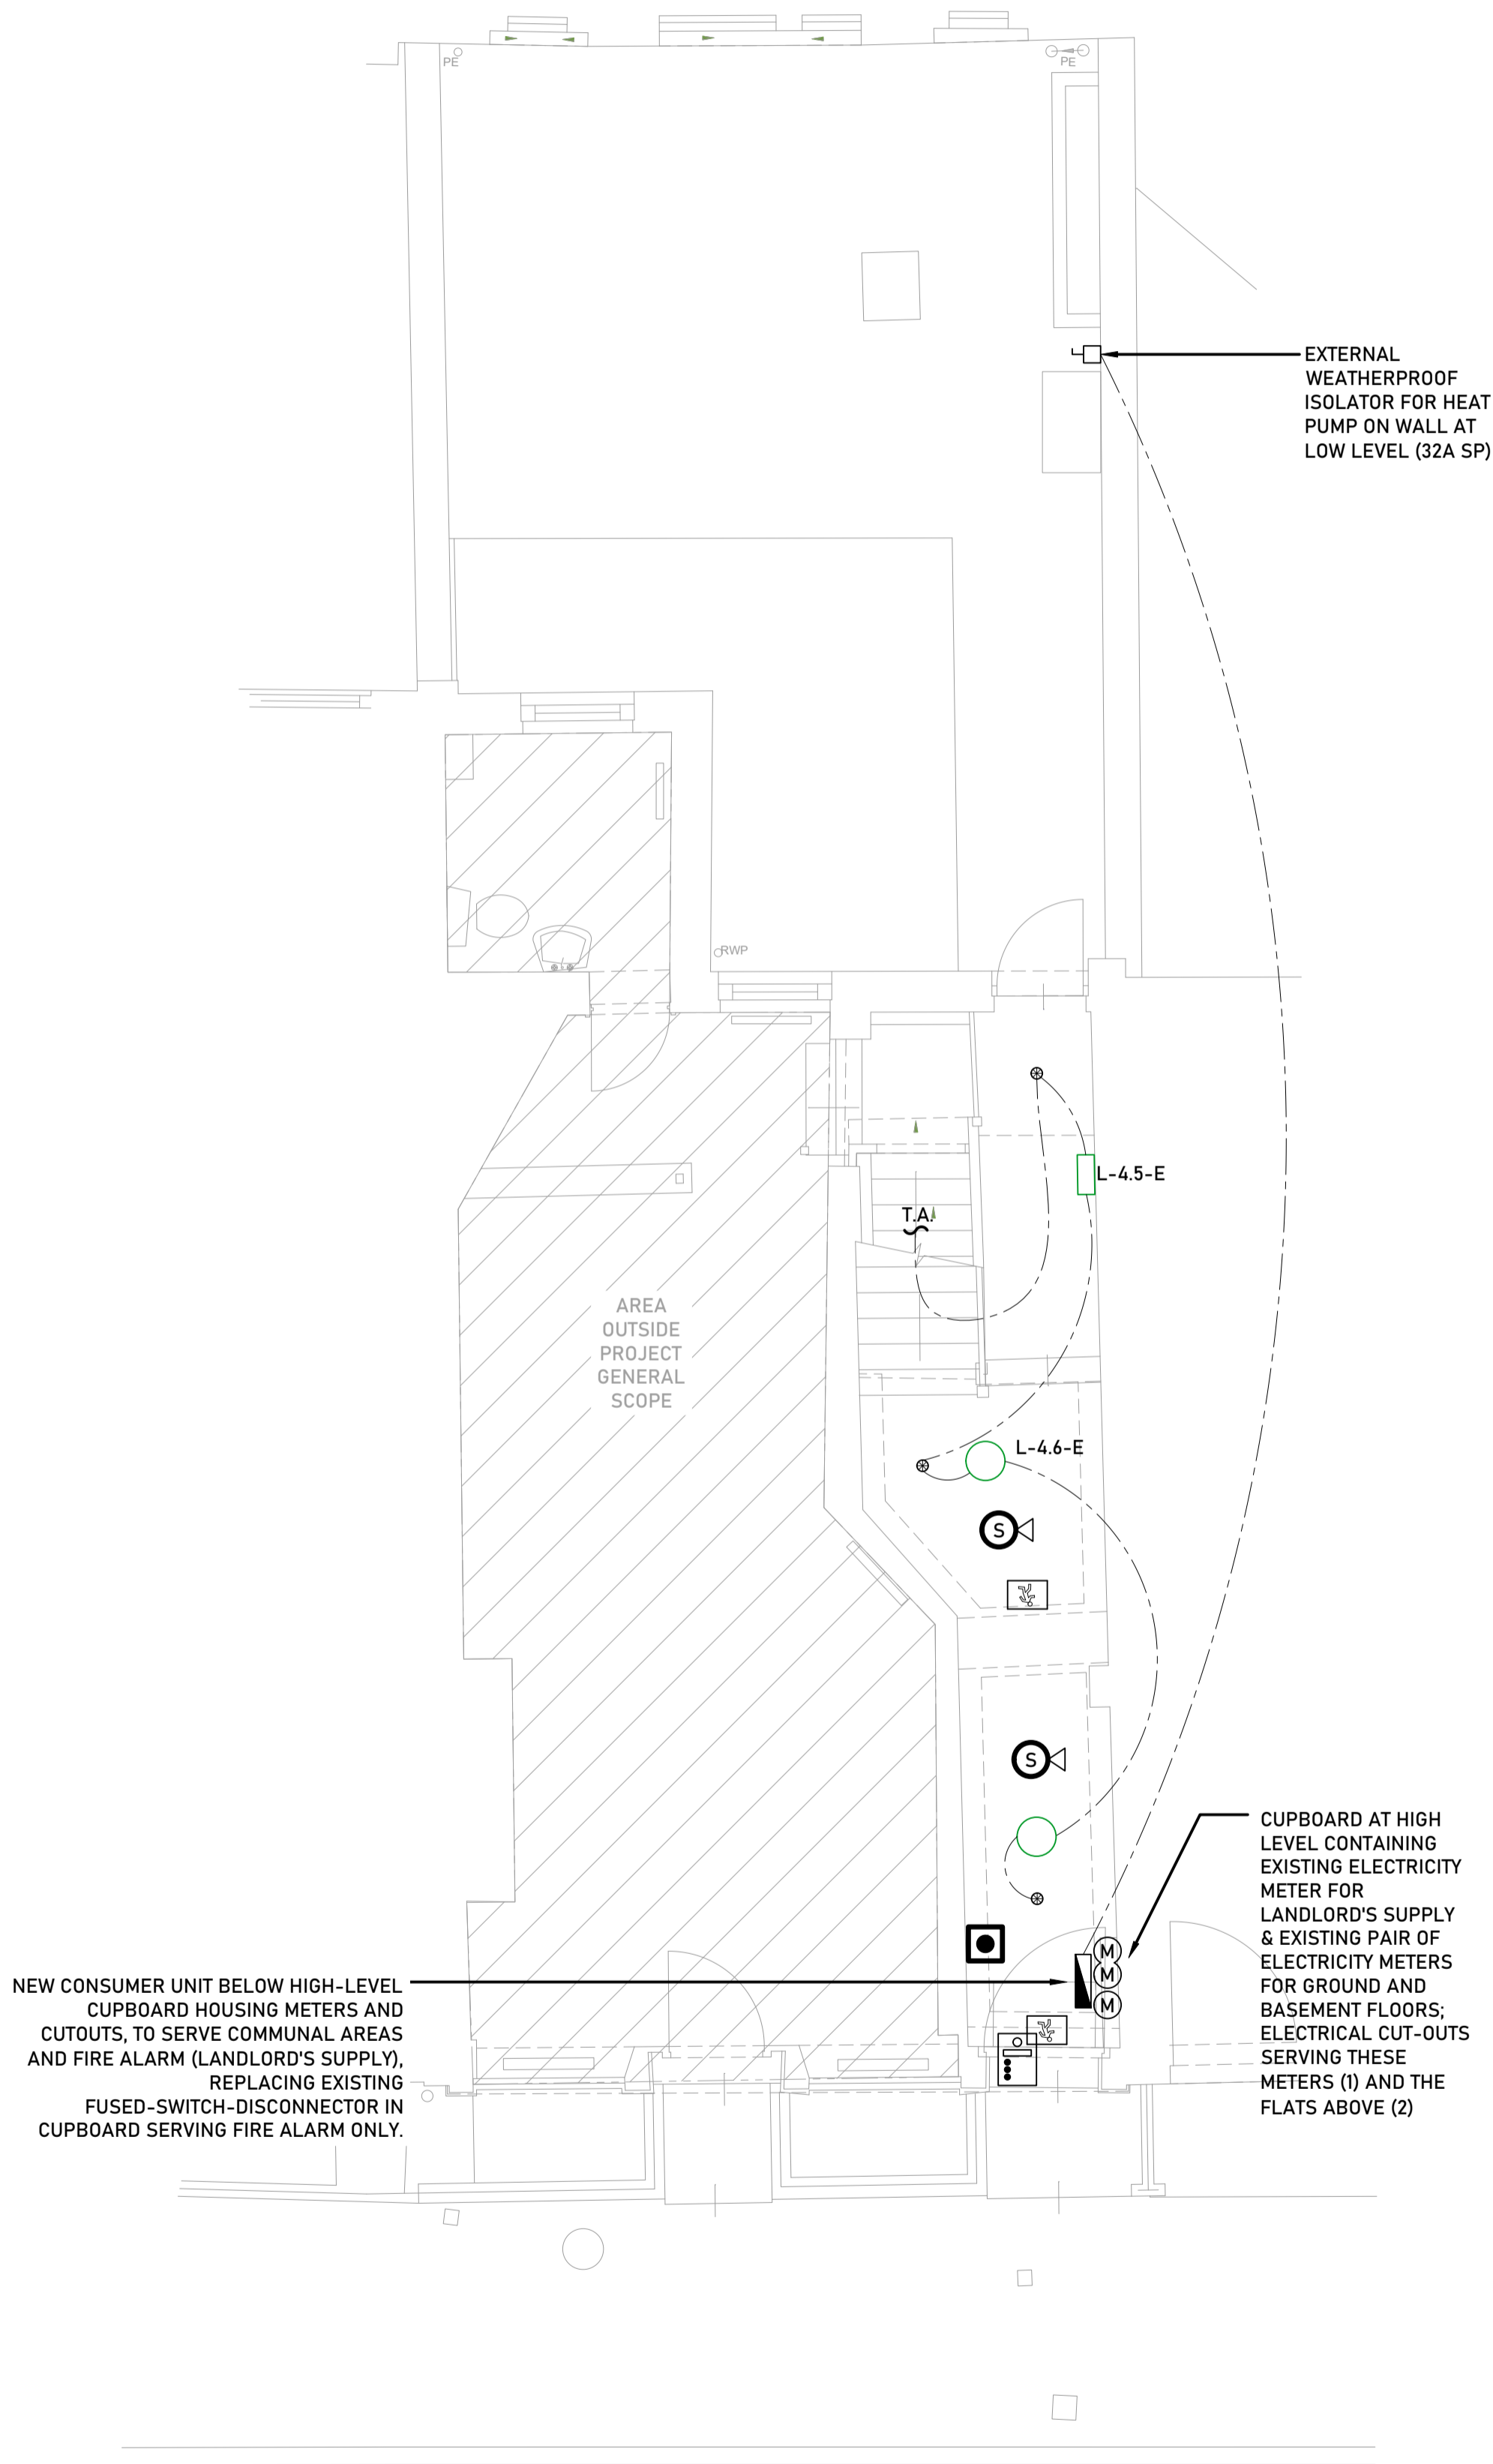 PE
PE
EXTERNAL
WEATHERPROOF
ISOLATOR FOR HEAT
PUMP ON WALL AT
LOW LEVEL (32A SP)
RWP
L-4.5-E
T.A.
AREA
OUTSIDE
PROJECT
GENERAL
SCOPE
L-4.6-E
S
S
CUPBOARD AT HIGH
LEVEL CONTAINING
EXISTING ELECTRICITY
METER FOR
LANDLORD'S SUPPLY
& EXISTING PAIR OF
ELECTRICITY METERS
FOR GROUND AND
BASEMENT FLOORS;
ELECTRICAL CUT-OUTS
SERVING THESE
METERS (1) AND THE
FLATS ABOVE (2)
M
M
M
NEW CONSUMER UNIT BELOW HIGH-LEVEL
CUPBOARD HOUSING METERS AND
CUTOUTS, TO SERVE COMMUNAL AREAS
AND FIRE ALARM (LANDLORD'S SUPPLY),
REPLACING EXISTING
FUSED-SWITCH-DISCONNECTOR IN
CUPBOARD SERVING FIRE ALARM ONLY.